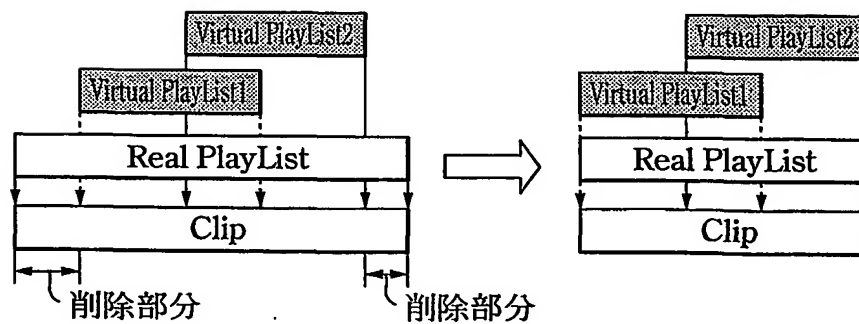 Virtual PlayList2
Virtual PlayList1
Real PlayList
Clip
削除部分
削除部分
Virtual PlayList2
Virtual PlayList1
Real PlayList
Clip